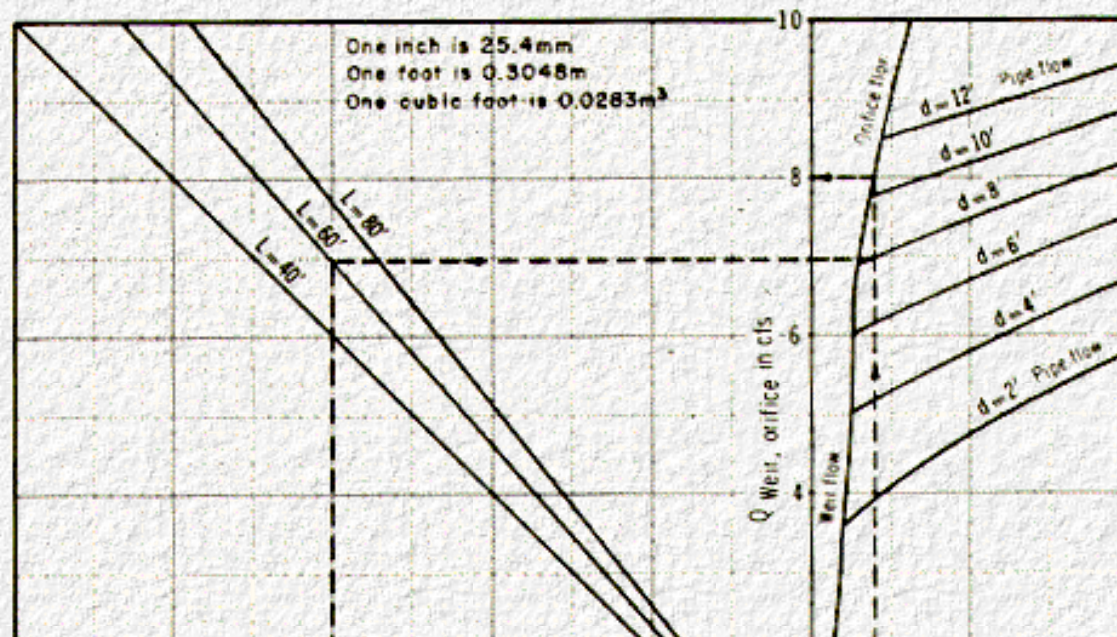 One inch is 25.4mm
One foot is 0.3048m
One cubic foot is 0.0283m³
L = 80'
L = 60'
L = 40'
10
8
6
4
Q Weir, orifice in cfs
Orifice flow
Weir flow
d = 12' Pipe flow
d = 10'
d = 8'
d = 6'
d = 4'
d = 2' Pipe flow